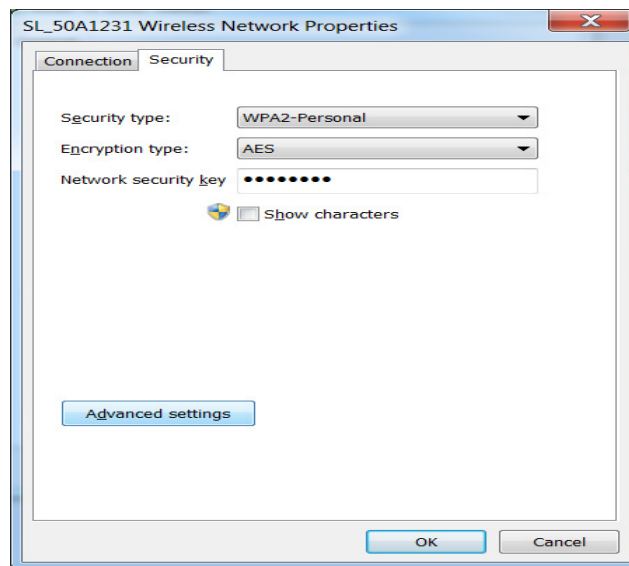 SL_50A1231 Wireless Network Properties
Connection Security
Security type: WPA2-Personal
Encryption type: AES
Network security key ●●●●●●●●
Show characters
Advanced settings
OK Cancel